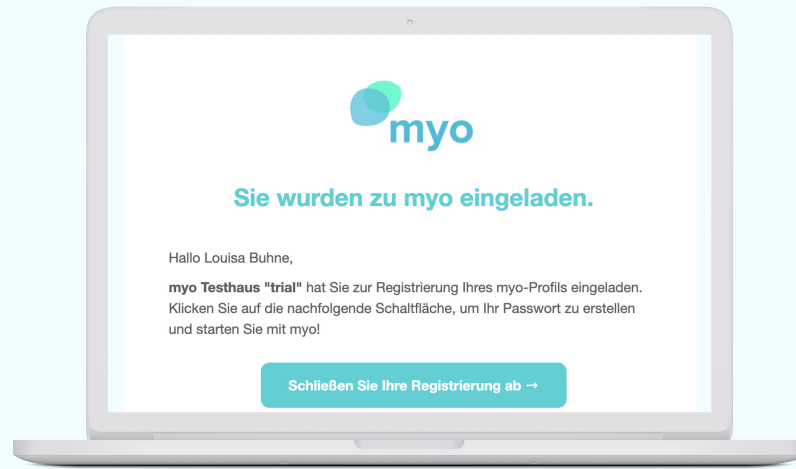 myo
Sie wurden zu myo eingeladen.
Hallo Louisa Buhne,
myo Testhaus "trial" hat Sie zur Registrierung Ihres myo-Profils eingeladen.
Klicken Sie auf die nachfolgende Schaltfläche, um Ihr Passwort zu erstellen
und starten Sie mit myo!
Schließen Sie Ihre Registrierung ab →